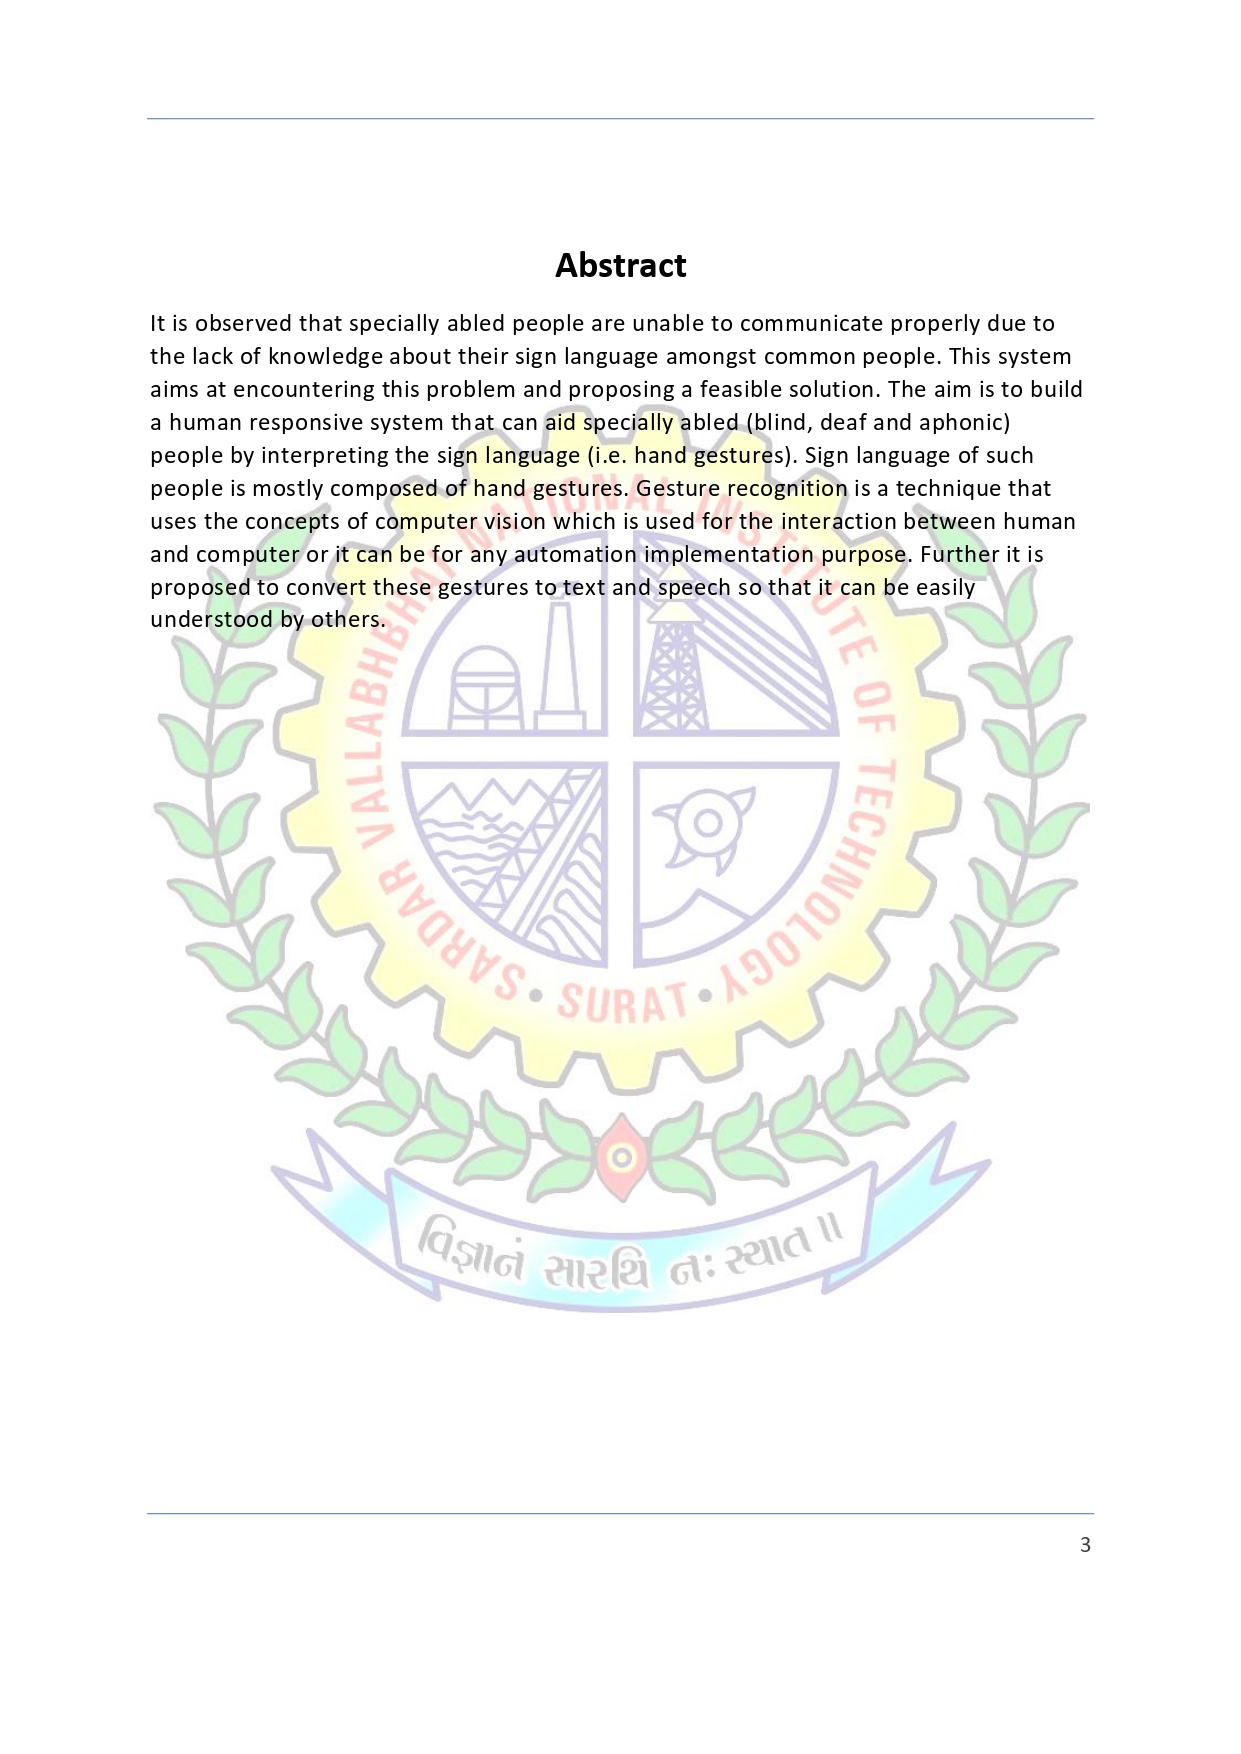 Abstract
It is observed that specially abled people are unable to communicate properly due to
the lack of knowledge about their sign language amongst common people. This system
aims at encountering this problem and proposing a feasible solution. The aim is to build
a human responsive system that can aid specially abled (blind, deaf and aphonic)
people by interpreting the sign language (i.e. hand gestures). Sign language of such
people is mostly composed of hand gestures. Gesture recognition is a technique that
uses the concepts of computer vision which is used for the interaction between human
and computer or it can be for any automation implementation purpose. Further it is
proposed to convert these gestures to text and speech so that it can be easily
understood by others.
SARDAR VALLABHBHAI NATIONAL INSTITUTE OF TECHNOLOGY
• SURAT •
વિજ્ઞાનં સારથિ નઃ સ્યાત ॥
3